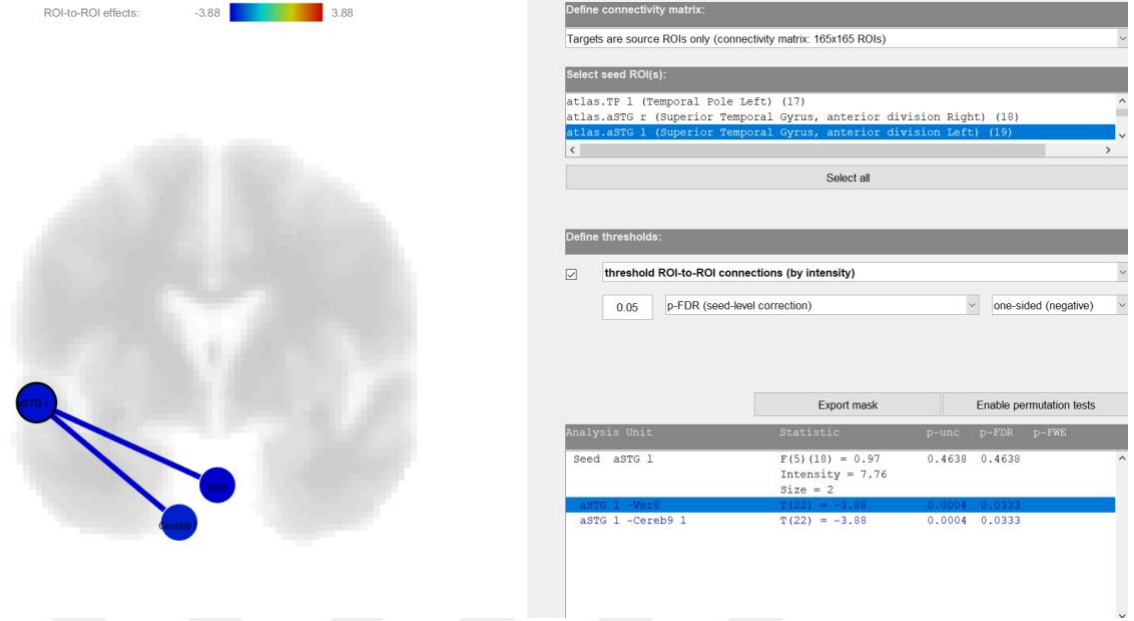 ROI-to-ROI effects: -3.88 3.88
aSTG l
Cereb9 l
Define connectivity matrix:
Targets are source ROIs only (connectivity matrix: 165x165 ROIs)
Select seed ROI(s):
atlas.TP l (Temporal Pole Left) (17)
atlas.aSTG r (Superior Temporal Gyrus, anterior division Right) (18)
atlas.aSTG l (Superior Temporal Gyrus, anterior division Left) (19)
Select all
Define thresholds:
threshold ROI-to-ROI connections (by intensity)
0.05 p-FDR (seed-level correction) one-sided (negative)
Export mask Enable permutation tests
Analysis Unit Statistic p-unc p-FDR p-FWE
Seed aSTG l F(5)(18) = 0.97 0.4638 0.4638
Intensity = 7.76
Size = 2
aSTG l -Ver8 T(22) = -3.88 0.0004 0.0333
aSTG l -Cereb9 l T(22) = -3.88 0.0004 0.0333